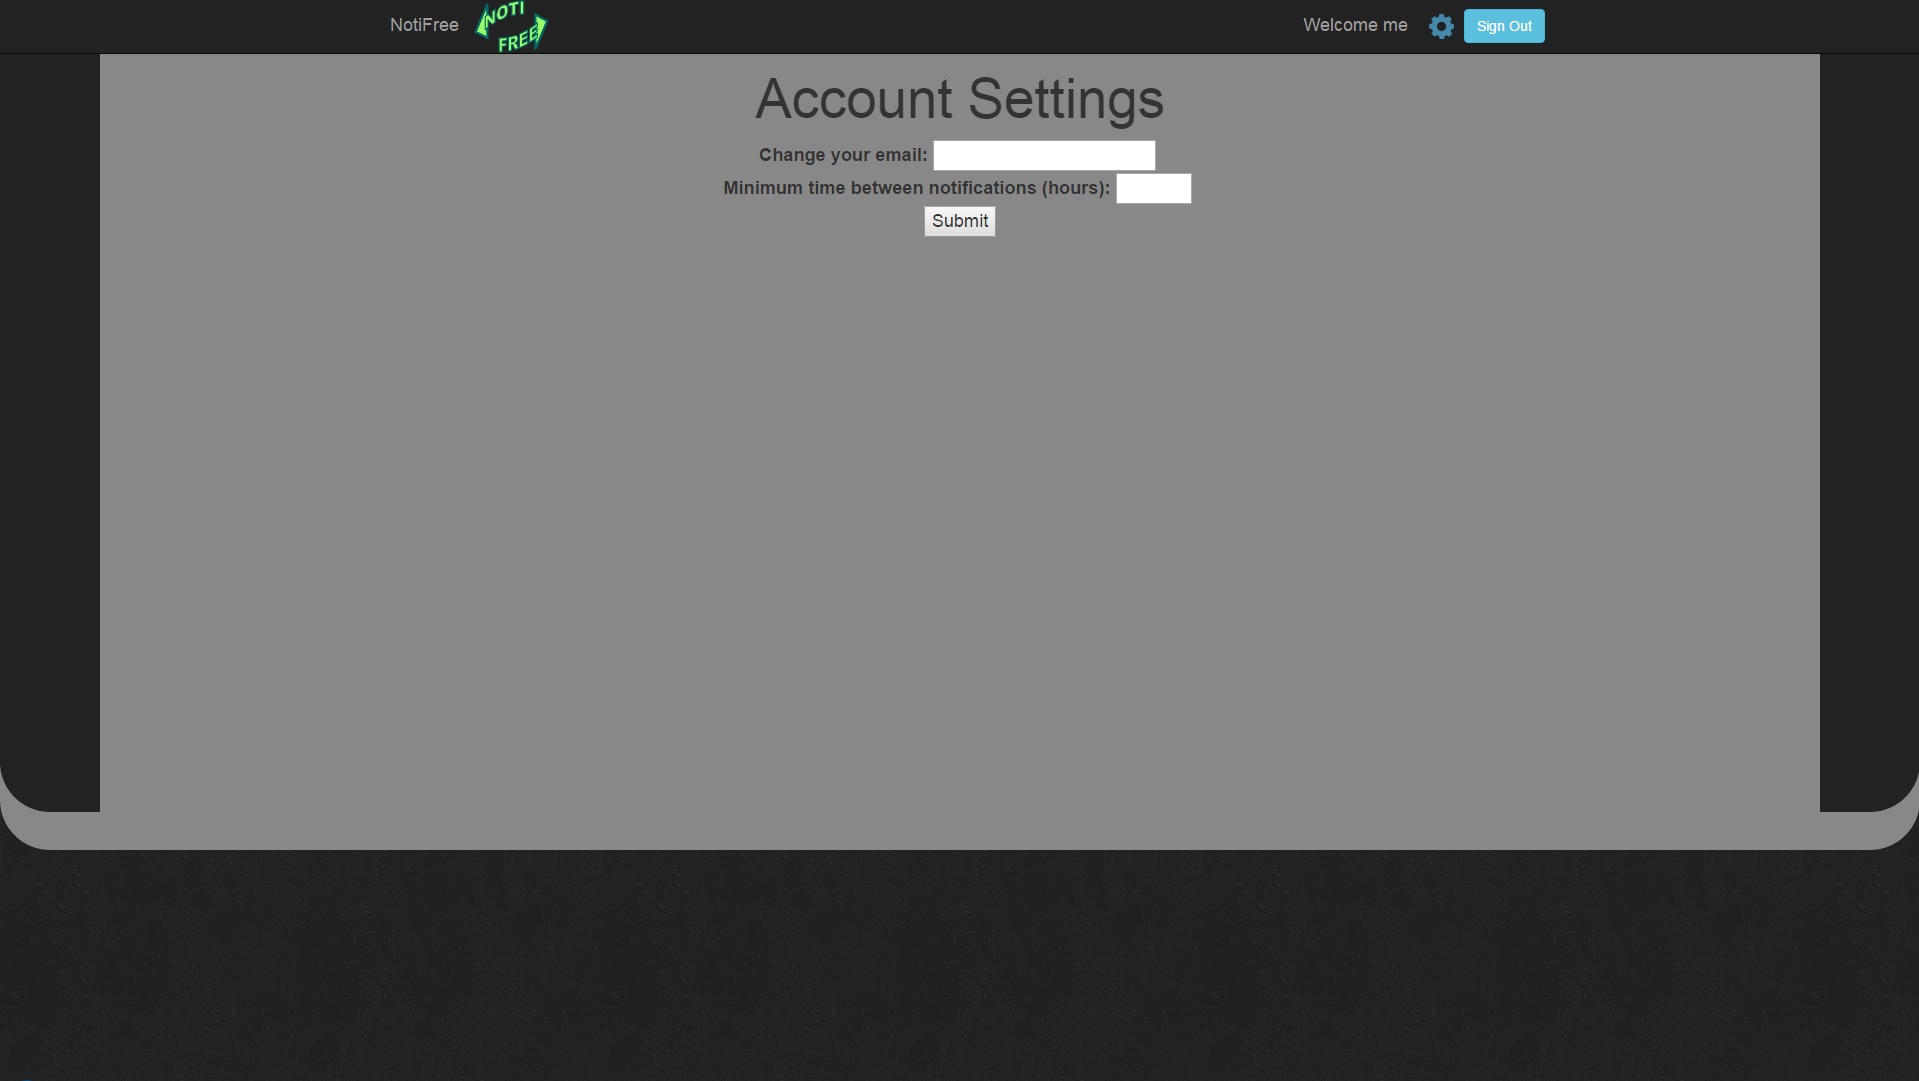 NotiFree
NOTI
FREE
Welcome me
Sign Out
Account Settings
Change your email:
Minimum time between notifications (hours):
Submit